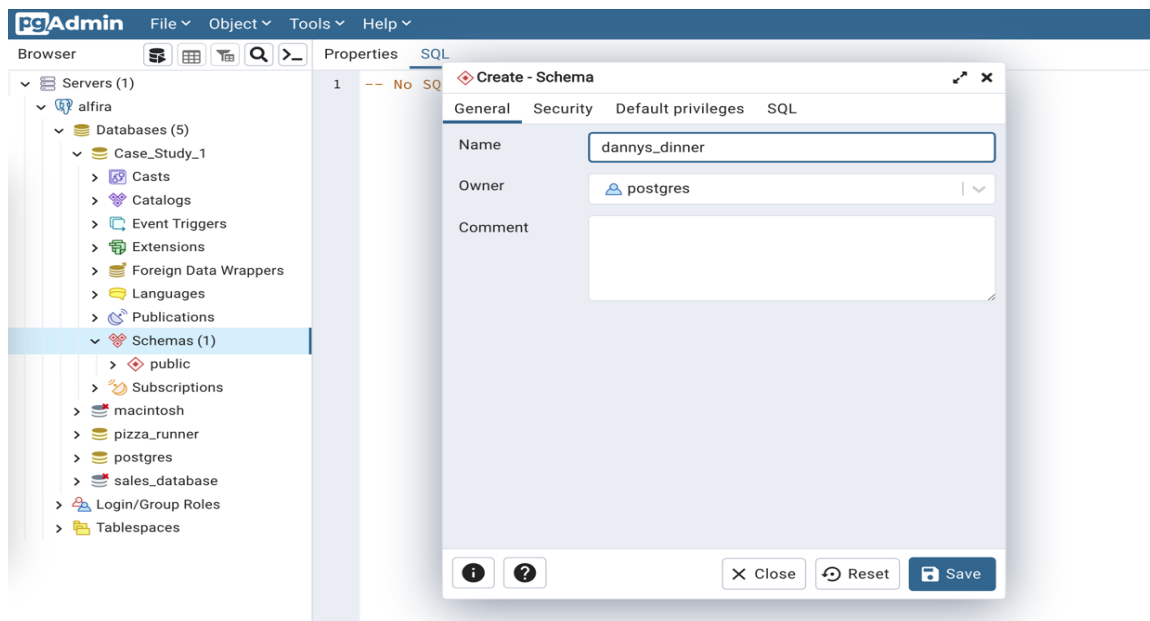 pgAdmin File Object Tools Help
Browser
Properties SQL
Servers (1)
alfira
Databases (5)
Case_Study_1
Casts
Catalogs
Event Triggers
Extensions
Foreign Data Wrappers
Languages
Publications
Schemas (1)
public
Subscriptions
macintosh
pizza_runner
postgres
sales_database
Login/Group Roles
Tablespaces
1 -- No SQ
Create - Schema
General Security Default privileges SQL
Name dannys_dinner
Owner postgres
Comment
Close Reset Save